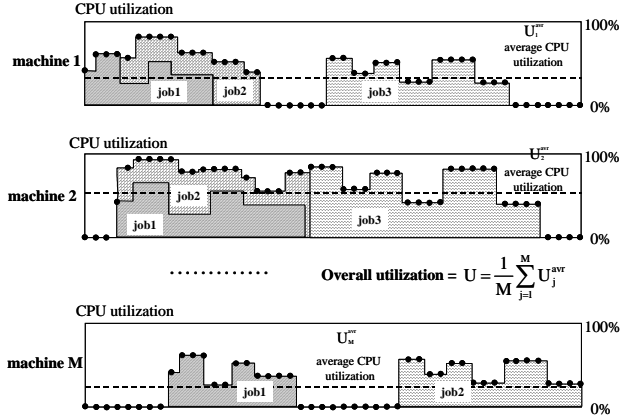 CPU utilization
U₁ᵃᵛʳ
100%
average CPU
utilization
machine 1
job1
job2
job3
0%
CPU utilization
U₂ᵃᵛʳ
100%
average CPU
utilization
machine 2
job2
job1
job3
0%
Overall utilization = U = 1/M ∑ j=1 M Uⱼᵃᵛʳ
CPU utilization
100%
U_Mᵃᵛʳ
average CPU
utilization
machine M
job1
job2
0%